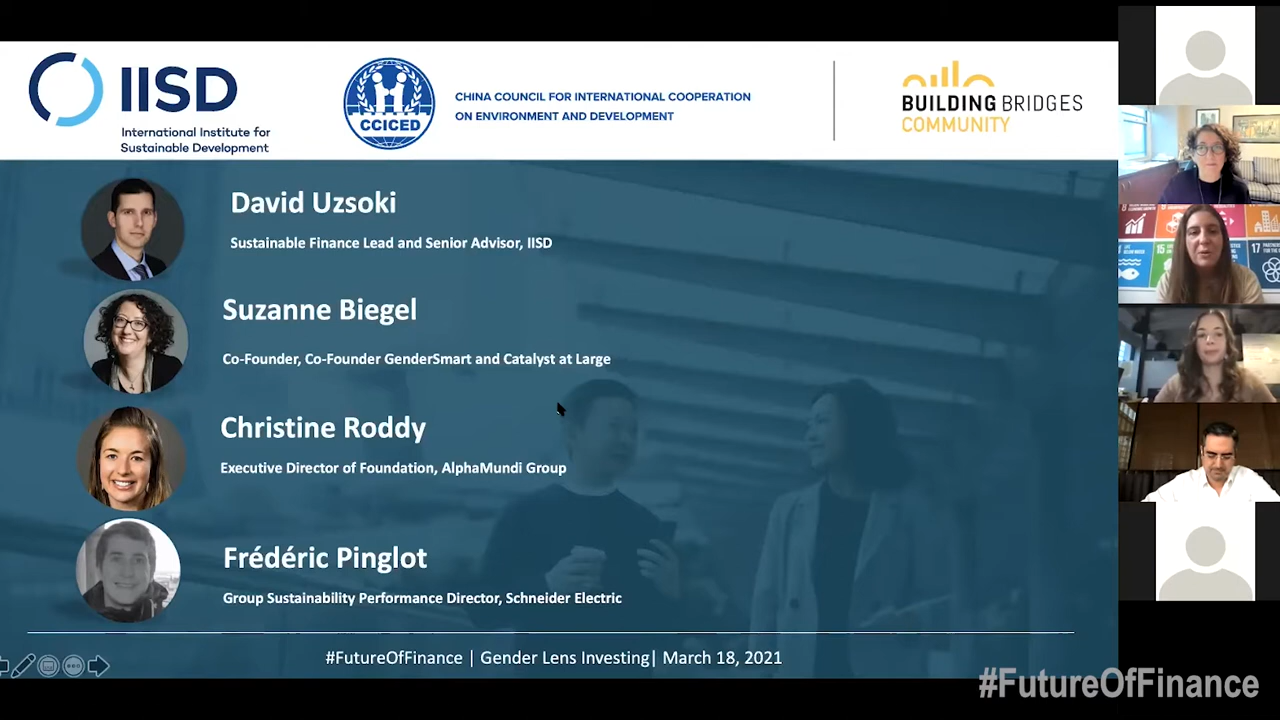 IISD
International Institute for
Sustainable Development
CCICED
CHINA COUNCIL FOR INTERNATIONAL COOPERATION
ON ENVIRONMENT AND DEVELOPMENT
BUILDING BRIDGES
COMMUNITY
David Uzsoki
Sustainable Finance Lead and Senior Advisor, IISD
Suzanne Biegel
Co-Founder, Co-Founder GenderSmart and Catalyst at Large
Christine Roddy
Executive Director of Foundation, AlphaMundi Group
Frédéric Pinglot
Group Sustainability Performance Director, Schneider Electric
#FutureOfFinance | Gender Lens Investing| March 18, 2021
#FutureOfFinance
15
17